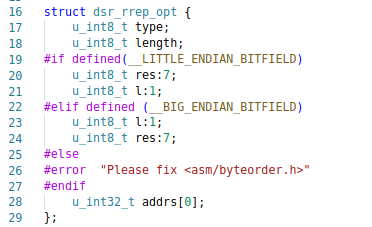 16 struct dsr_rrep_opt {
17     u_int8_t type;
18     u_int8_t length;
19 #if defined(__LITTLE_ENDIAN_BITFIELD)
20     u_int8_t res:7;
21     u_int8_t l:1;
22 #elif defined (__BIG_ENDIAN_BITFIELD)
23     u_int8_t l:1;
24     u_int8_t res:7;
25 #else
26 #error  "Please fix <asm/byteorder.h>"
27 #endif
28     u_int32_t addrs[0];
29 };